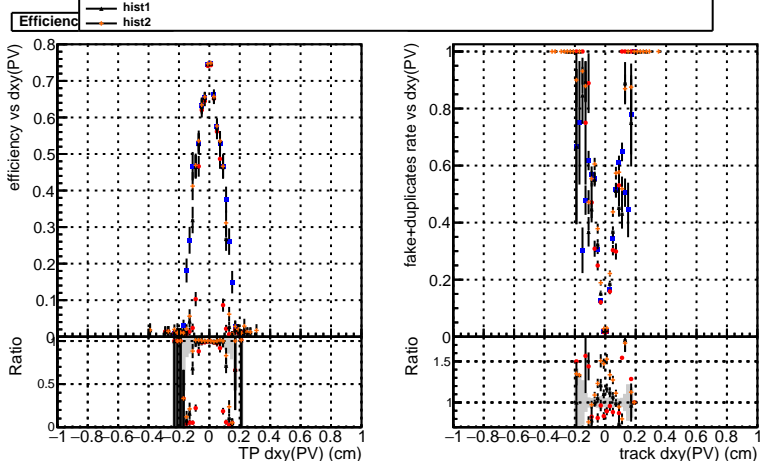 hist1
hist2
Efficienc
efficiency vs dxy(PV)
0.8
0.7
0.6
0.5
0.4
0.3
0.2
0.1
0
Ratio
1
0.5
0
−1 −0.8 −0.6 −0.4 −0.2 0 0.2 0.4 0.6 0.8 1
TP dxy(PV) (cm)
fake+duplicates rate vs dxy(PV)
1
0.8
0.6
0.4
0.2
0
Ratio
1.5
1
−1 −0.8 −0.6 −0.4 −0.2 0 0.2 0.4 0.6 0.8 1
track dxy(PV) (cm)